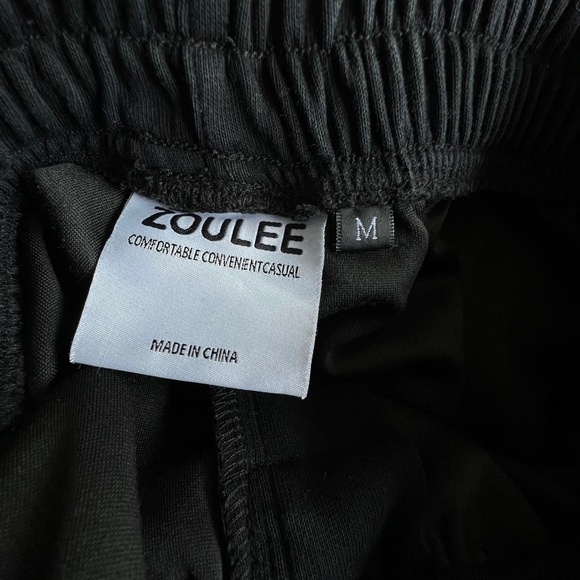 ZOULEE
M
COMFORTABLE CONVENIENTCASUAL
MADE IN CHINA